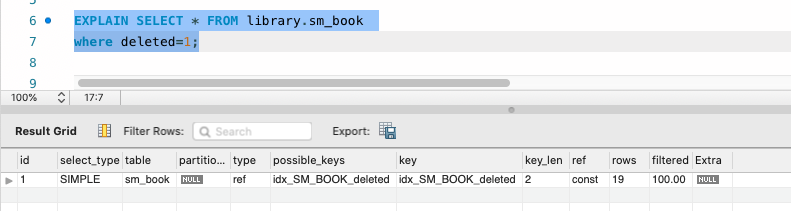 6 EXPLAIN SELECT * FROM library.sm_book
7 where deleted=1;
8
9
100% 17:7
Result Grid Filter Rows: Search Export:
id select_type table partitio... type possible_keys key key_len ref rows filtered Extra
1 SIMPLE sm_book NULL ref idx_SM_BOOK_deleted idx_SM_BOOK_deleted 2 const 19 100.00 NULL